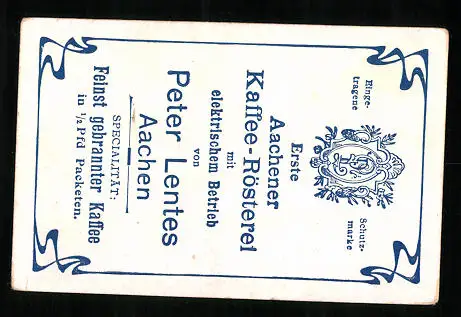 Einge-
tragene
Schutz-
marke
Erste
Aachener
Kaffee-Rösterei
mit
elektrischem Betrieb
von
Peter Lentes
Aachen
SPECIALITÄT:
Feinst gebrannter Kaffee
in ½ Pfd Packeten.